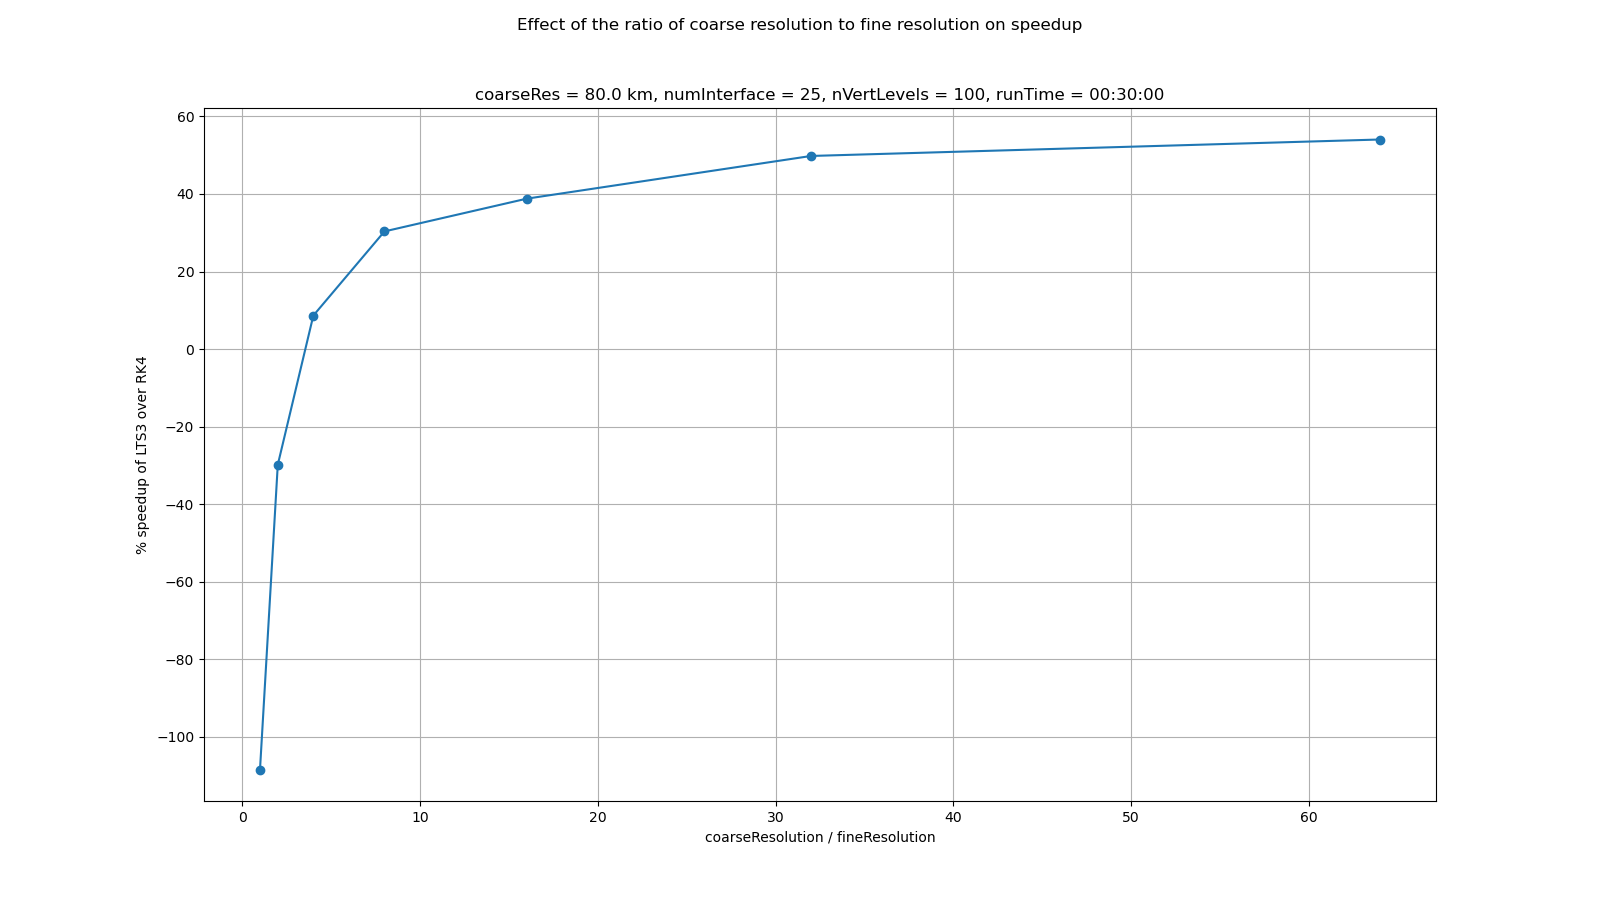 Effect of the ratio of coarse resolution to fine resolution on speedup
coarseRes = 80.0 km, numInterface = 25, nVertLevels = 100, runTime = 00:30:00
% speedup of LTS3 over RK4
60
40
20
0
−20
−40
−60
−80
−100
0 10 20 30 40 50 60
coarseResolution / fineResolution